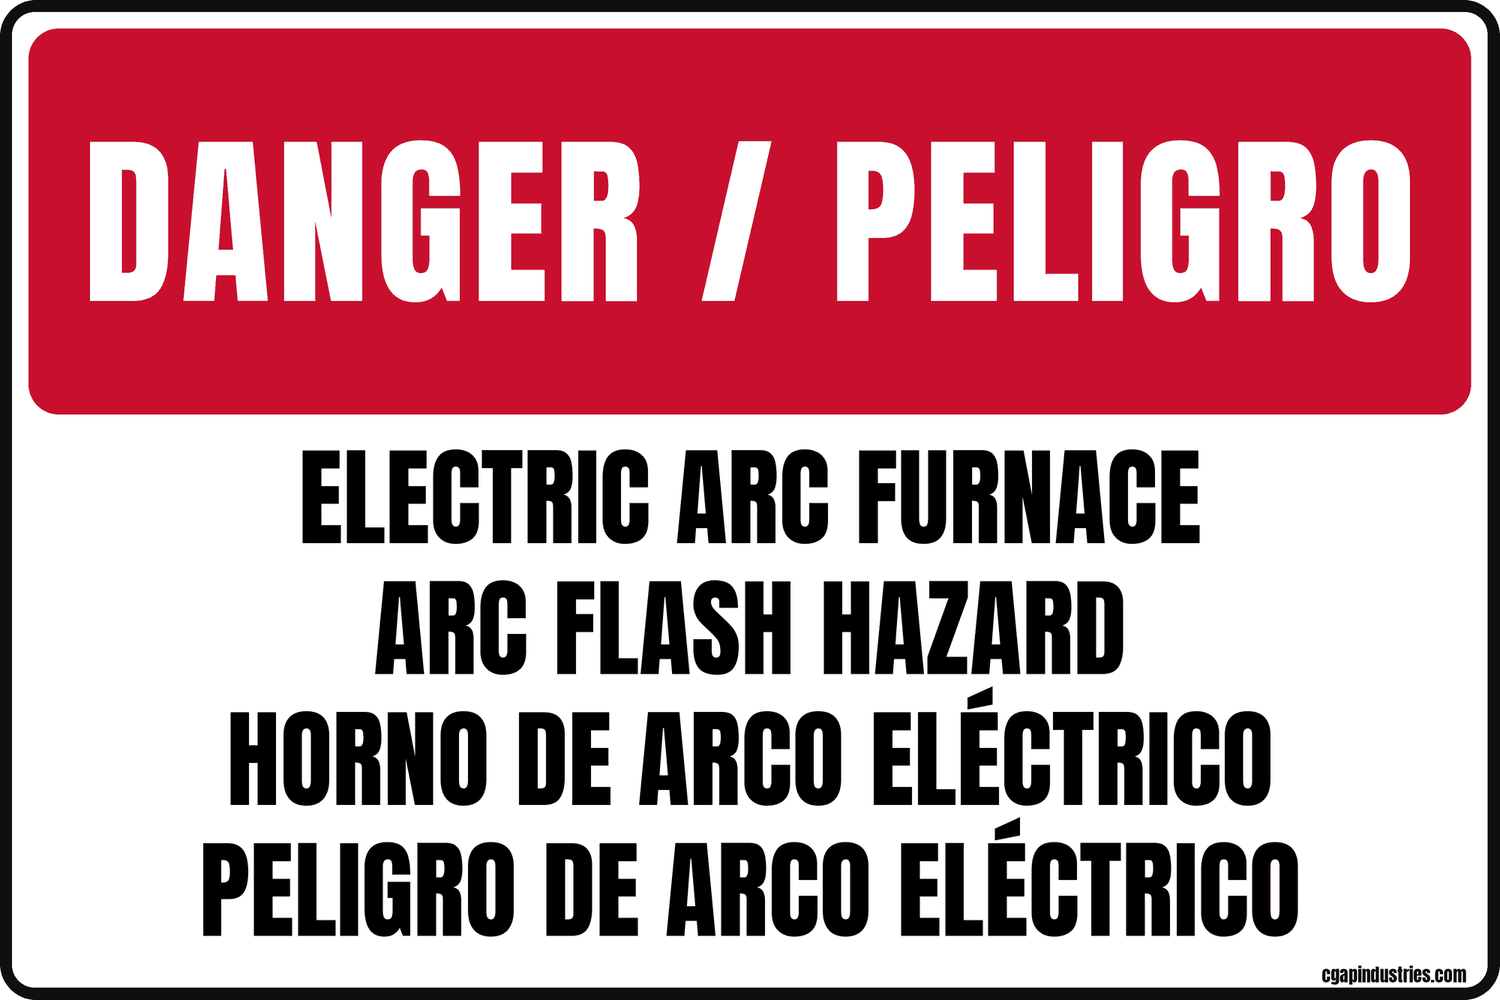 DANGER / PELIGRO
ELECTRIC ARC FURNACE
ARC FLASH HAZARD
HORNO DE ARCO ELÉCTRICO
PELIGRO DE ARCO ELÉCTRICO
cgapindustries.com